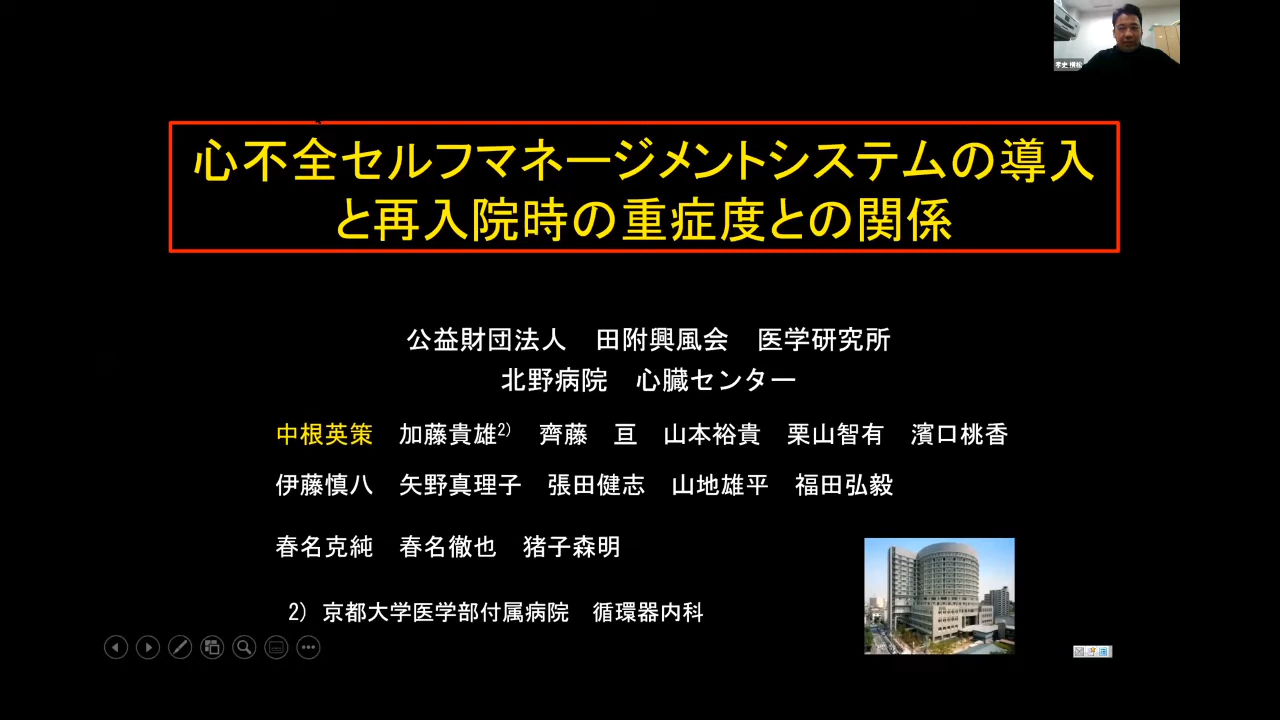 孝史 横松
心不全セルフマネージメントシステムの導入
と再入院時の重症度との関係
公益財団法人　田附興風会　医学研究所
北野病院　心臓センター
中根英策　加藤貴雄2)　齊藤　亘　山本裕貴　栗山智有　濱口桃香
伊藤慎八　矢野真理子　張田健志　山地雄平　福田弘毅
春名克純　春名徹也　猪子森明
2) 京都大学医学部付属病院　循環器内科